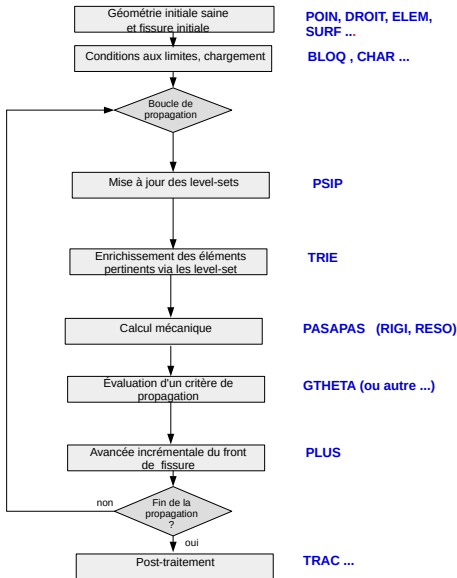 Géométrie initiale saine
et fissure initiale
POIN, DROIT, ELEM,
SURF ...
Conditions aux limites, chargement
BLOQ , CHAR ...
Boucle de
propagation
Mise à jour des level-sets
PSIP
Enrichissement des éléments
pertinents via les level-set
TRIE
Calcul mécanique
PASAPAS (RIGI, RESO)
Évaluation d'un critère de
propagation
GTHETA (ou autre ...)
Avancée incrémentale du front
de fissure
PLUS
non
Fin de la
propagation
?
oui
Post-traitement
TRAC ...